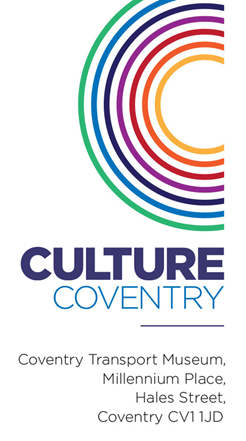 CULTURE
COVENTRY
Coventry Transport Museum,
Millennium Place,
Hales Street,
Coventry CV1 1JD